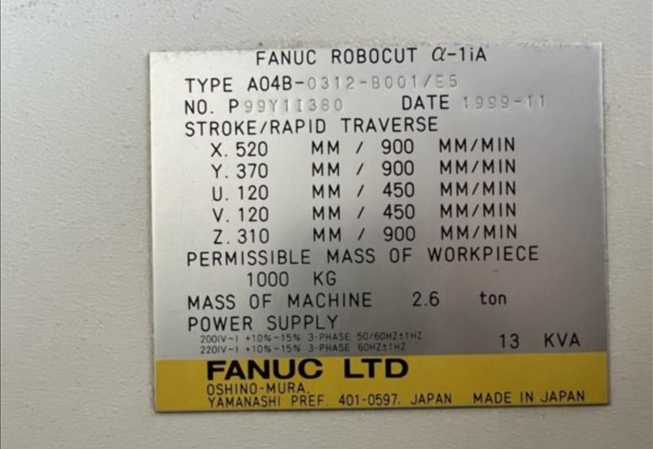 FANUC ROBOCUT α-1iA
TYPE A04B-0312-B001/E5
NO. P99Y1I380 DATE 1999-11
STROKE/RAPID TRAVERSE
X. 520 MM / 900 MM/MIN
Y. 370 MM / 900 MM/MIN
U. 120 MM / 450 MM/MIN
V. 120 MM / 450 MM/MIN
Z. 310 MM / 900 MM/MIN
PERMISSIBLE MASS OF WORKPIECE
1000 KG
MASS OF MACHINE 2.6 ton
POWER SUPPLY
200(V~) +10%~15% 3-PHASE 50/60HZ±1HZ
220(V~) +10%~15% 3-PHASE 60HZ±1HZ
13 KVA
FANUC LTD
OSHINO-MURA,
YAMANASHI PREF. 401-0597, JAPAN MADE IN JAPAN